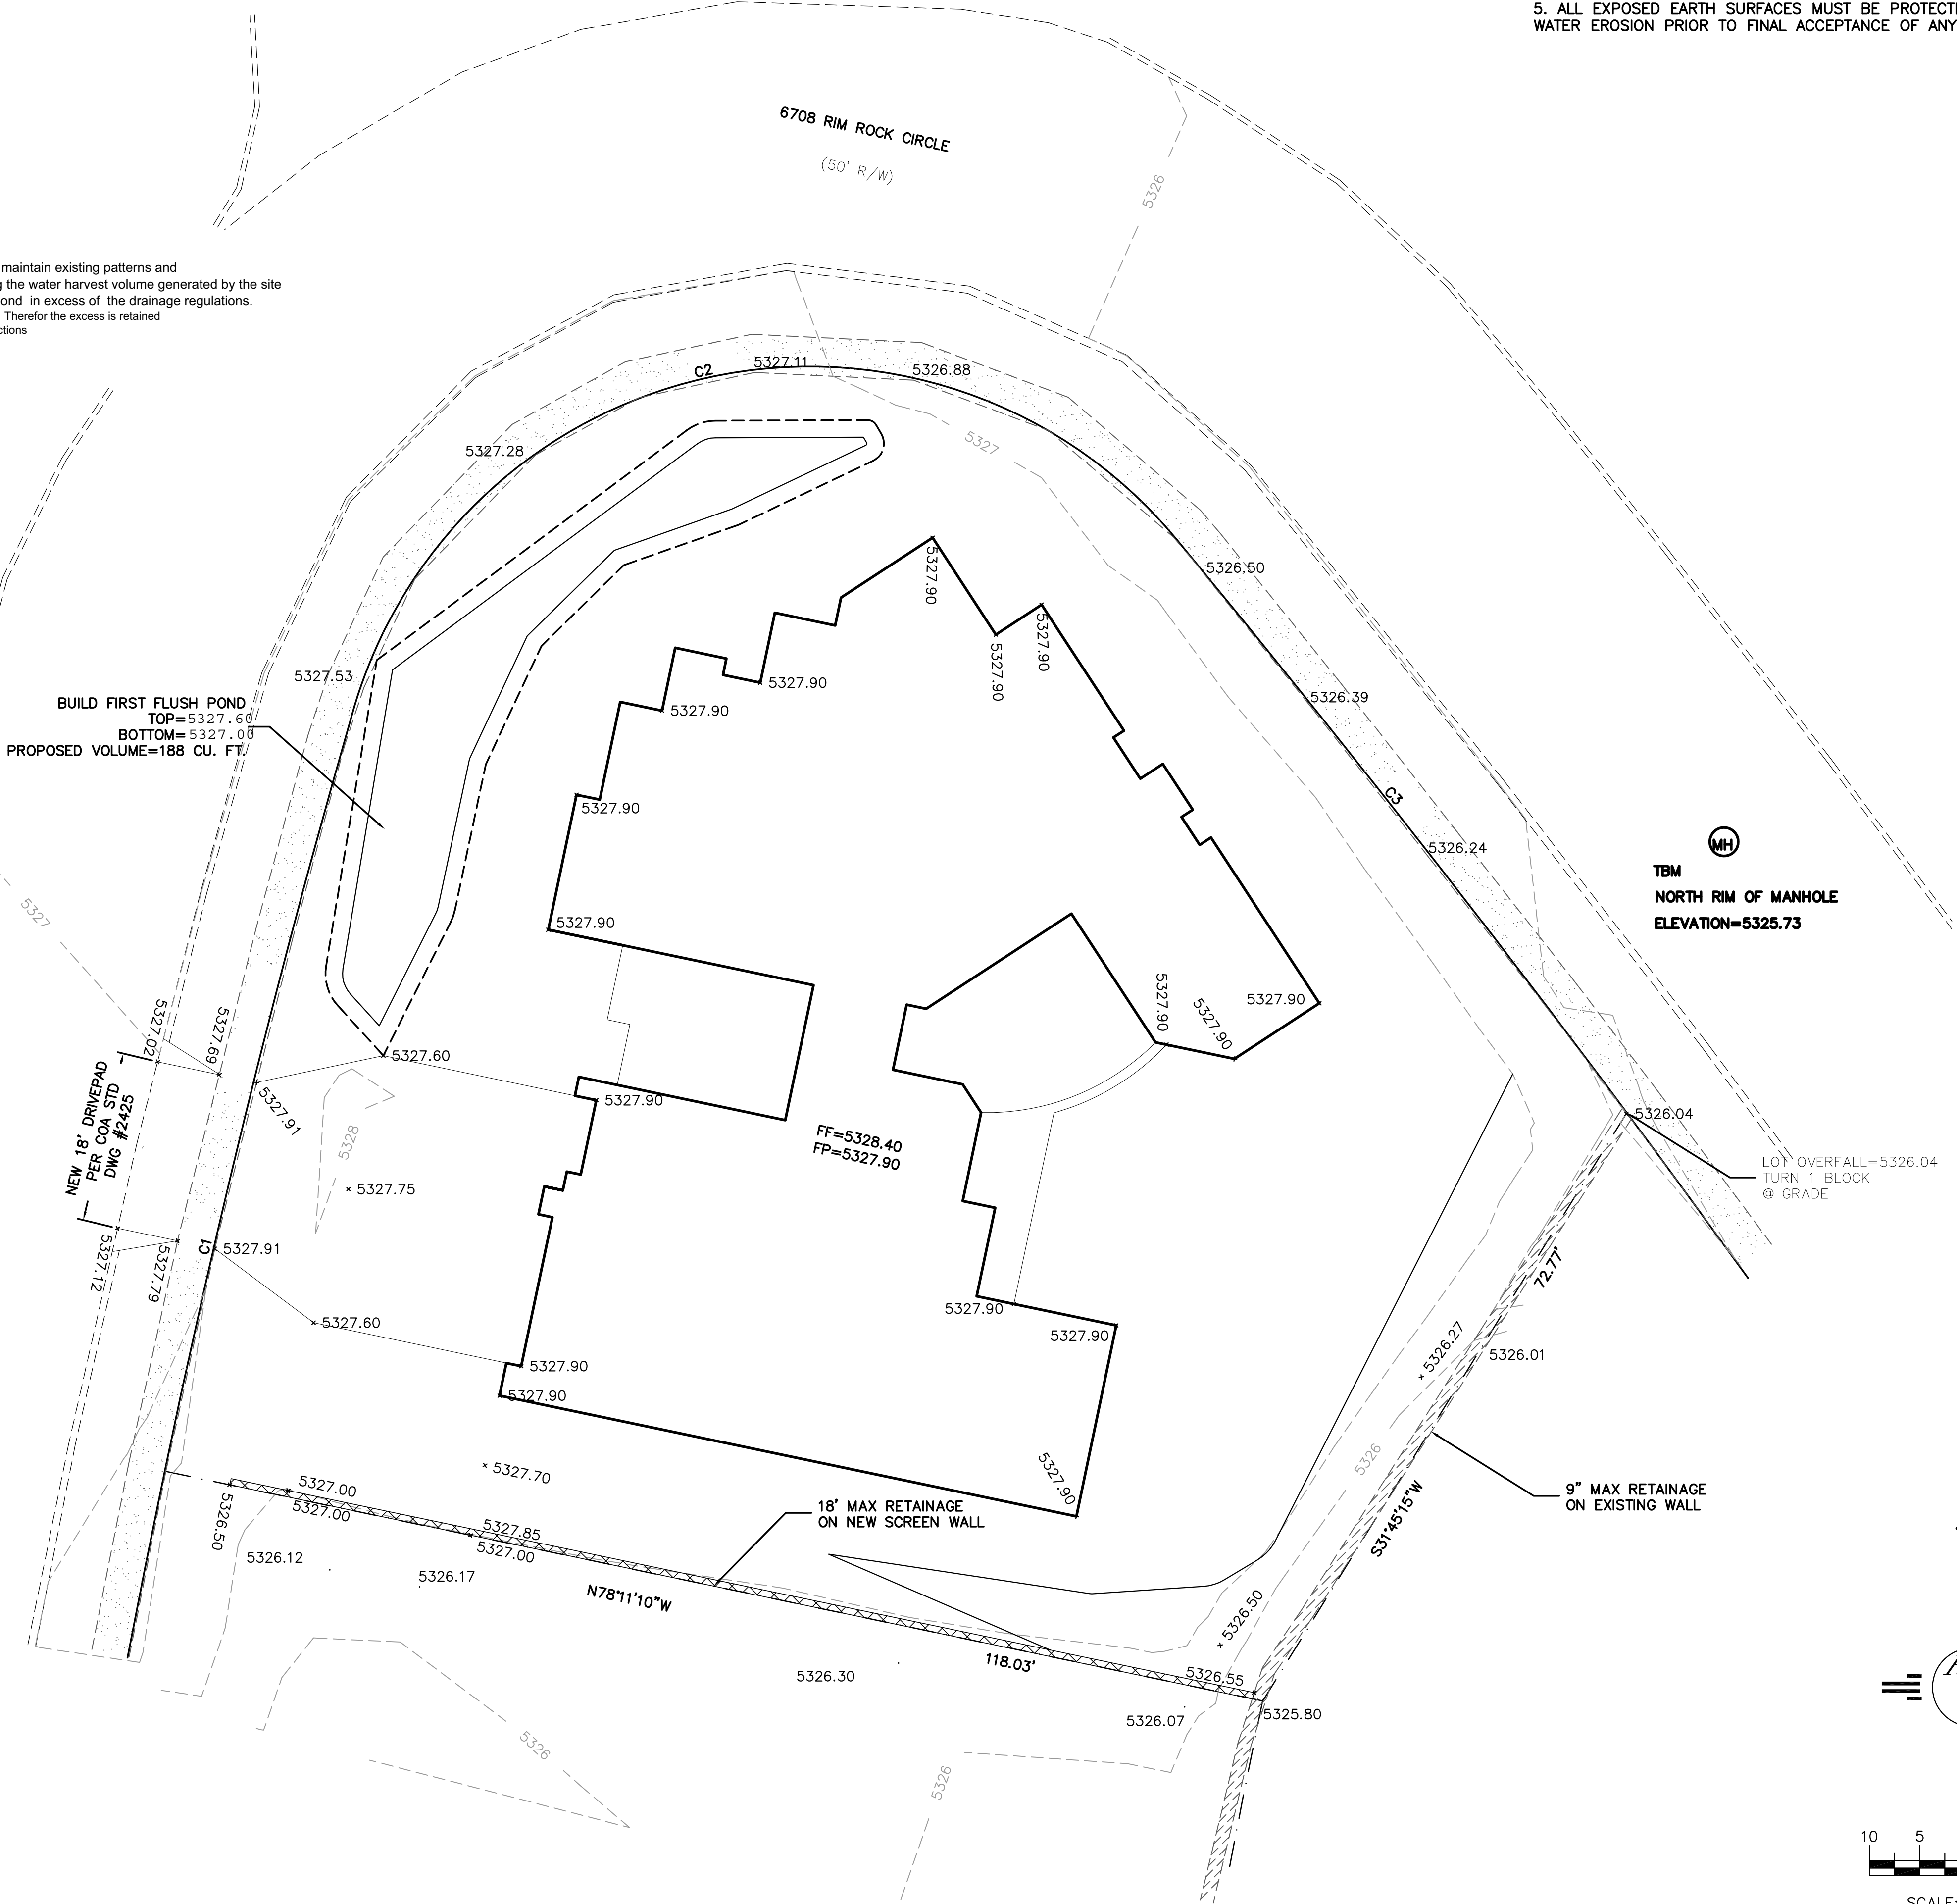 5. ALL EXPOSED EARTH SURFACES MUST BE PROTECT
WATER EROSION PRIOR TO FINAL ACCEPTANCE OF ANY
6708 RIM ROCK CIRCLE
(50' R/W)
5326
maintain existing patterns and
the water harvest volume generated by the site
ond in excess of the drainage regulations.
Therefor the excess is retained
ctions
C2
5327.11
5326.88
5327.28
5327
5326.50
5327.53
5327.90
5327.90
5327.90
5327.90
5327.90
5326.39
BUILD FIRST FLUSH POND
TOP=5327.60
BOTTOM=5327.00
PROPOSED VOLUME=188 CU. FT.
5327.90
C3
5326.24
MH
TBM
NORTH RIM OF MANHOLE
ELEVATION=5325.73
5327
5327.90
5327.90
5327.90
5327.90
5327.02
5327.69
5327.60
5327.91
5327.90
NEW 18' DRIVEPAD
PER COA STD
DWG #2425
5328
FF=5328.40
FP=5327.90
5326.04
LOT OVERFALL=5326.04
TURN 1 BLOCK
@ GRADE
5327.75
C1
5327.91
5327.12
5327.79
72.77'
5327.60
5327.90
5327.90
5326.27
5326.01
5327.90
5327.90
5326
5327.90
5327.70
5327.00
5327.00
5326.50
18' MAX RETAINAGE
ON NEW SCREEN WALL
9" MAX RETAINAGE
ON EXISTING WALL
S31°45'15"W
5327.85
5327.00
5326.12
5326.17
N78°11'10"W
5326.50
118.03'
5326.30
5326.55
5326.07
5325.80
5326
5326
10 5
SCALE